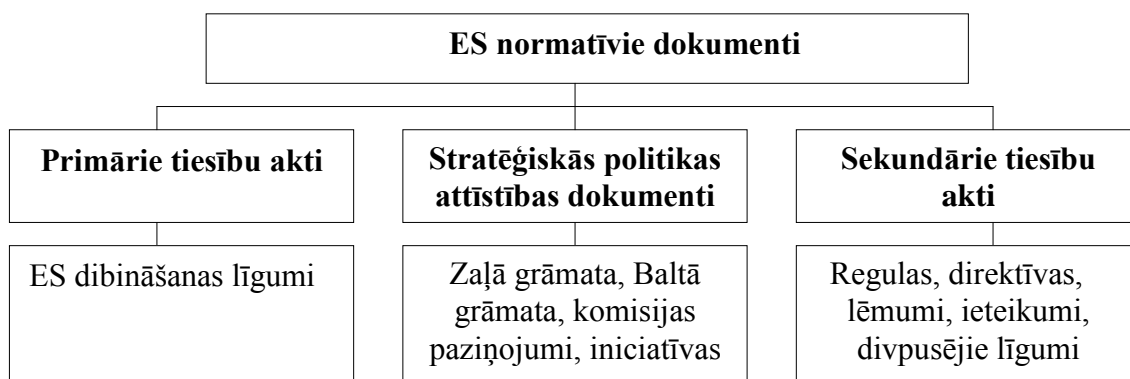 ES normatīvie dokumenti
Primārie tiesību akti
Stratēģiskās politikas
attīstības dokumenti
Sekundārie tiesību
akti
ES dibināšanas līgumi
Zaļā grāmata, Baltā
grāmata, komisijas
paziņojumi, iniciatīvas
Regulas, direktīvas,
lēmumi, ieteikumi,
divpusējie līgumi